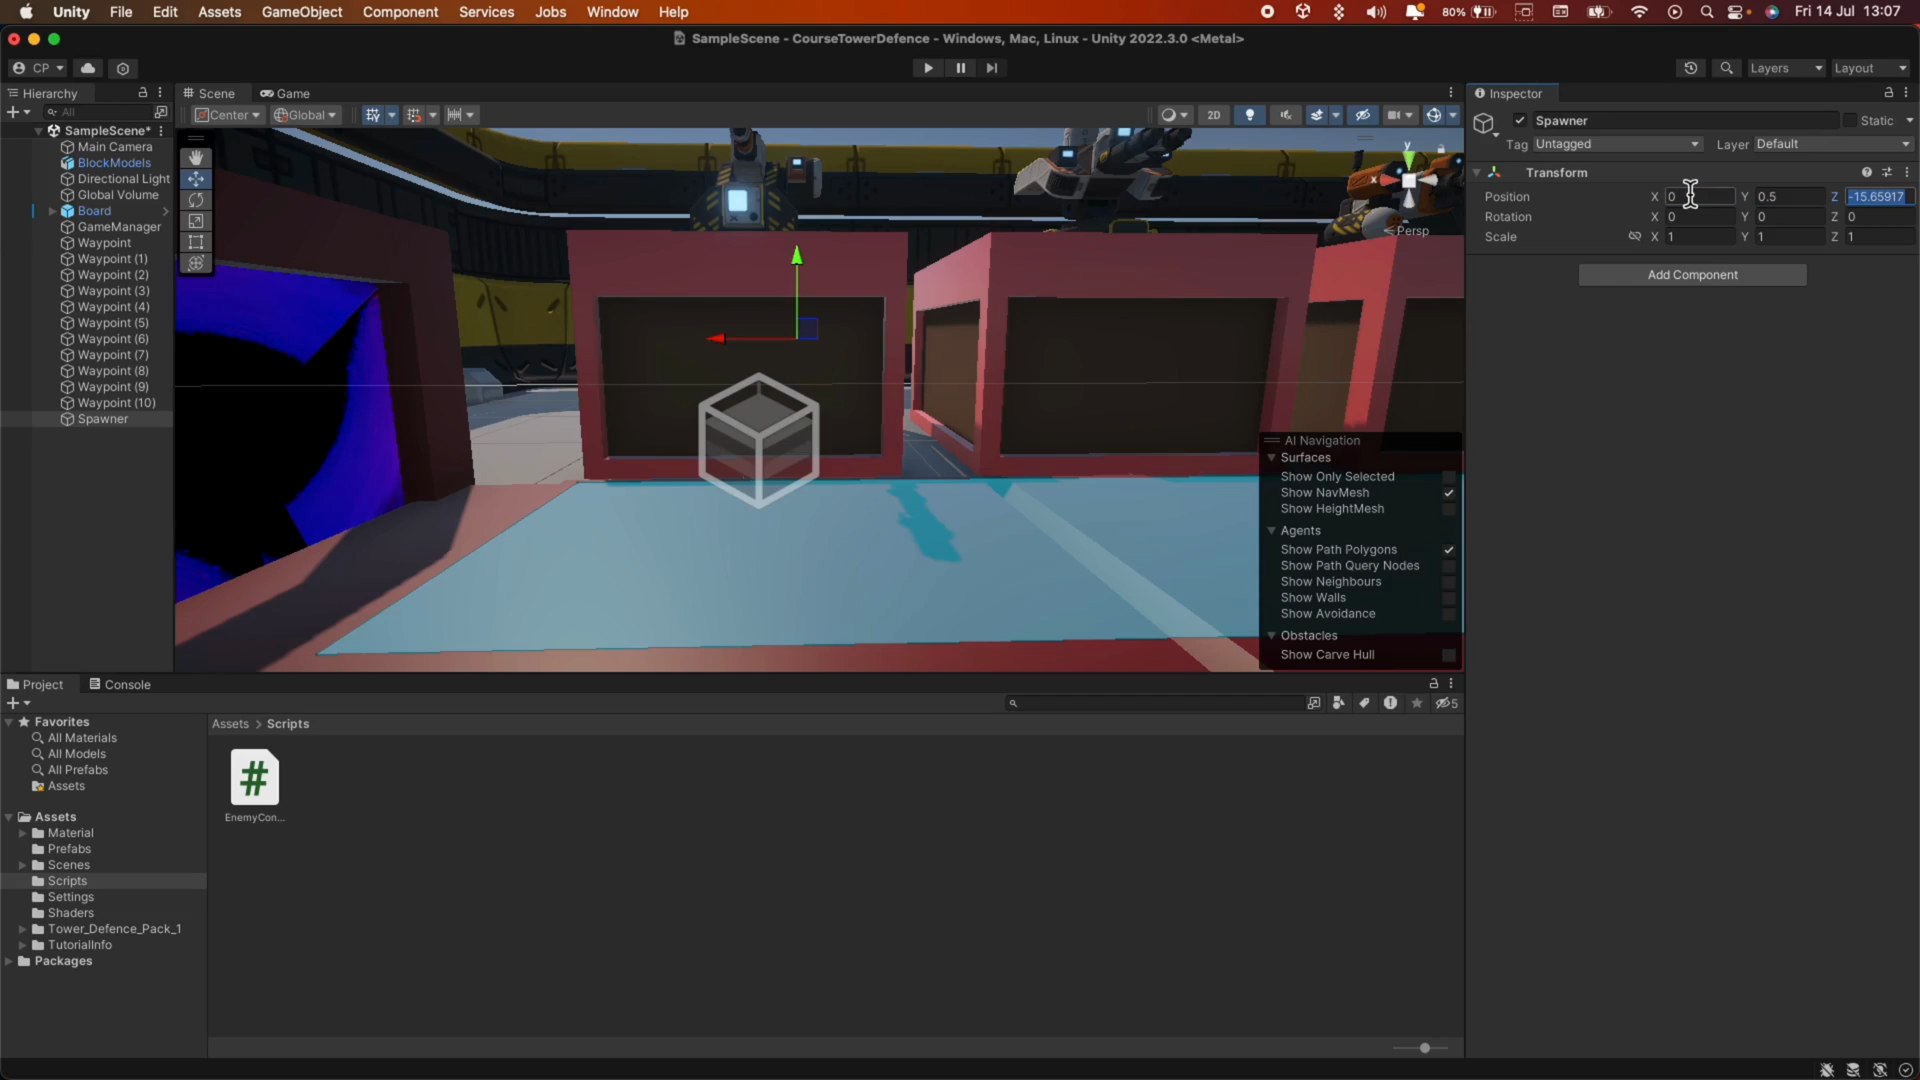 Unity File Edit Assets GameObject Component Services Jobs Window Help
80% Fri 14 Jul 13:07
SampleScene - CourseTowerDefence - Windows, Mac, Linux - Unity 2022.3.0 <Metal>
CP
Layers Layout
Hierarchy
All
SampleScene*
Main Camera
BlockModels
Directional Light
Global Volume
Board
GameManager
Waypoint
Waypoint (1)
Waypoint (2)
Waypoint (3)
Waypoint (4)
Waypoint (5)
Waypoint (6)
Waypoint (7)
Waypoint (8)
Waypoint (9)
Waypoint (10)
Spawner
Scene Game
Center Global 2D
y
x
Persp
AI Navigation
Surfaces
Show Only Selected
Show NavMesh
Show HeightMesh
Agents
Show Path Polygons
Show Path Query Nodes
Show Neighbours
Show Walls
Show Avoidance
Obstacles
Show Carve Hull
Inspector
Spawner Static
Tag Untagged Layer Default
Transform
Position X 0 Y 0.5 Z -15.65917
Rotation X 0 Y 0 Z 0
Scale X 1 Y 1 Z 1
Add Component
Project Console
5
Favorites
All Materials
All Models
All Prefabs
Assets
Assets
Material
Prefabs
Scenes
Scripts
Settings
Shaders
Tower_Defence_Pack_1
TutorialInfo
Packages
Assets > Scripts
#
EnemyCon...